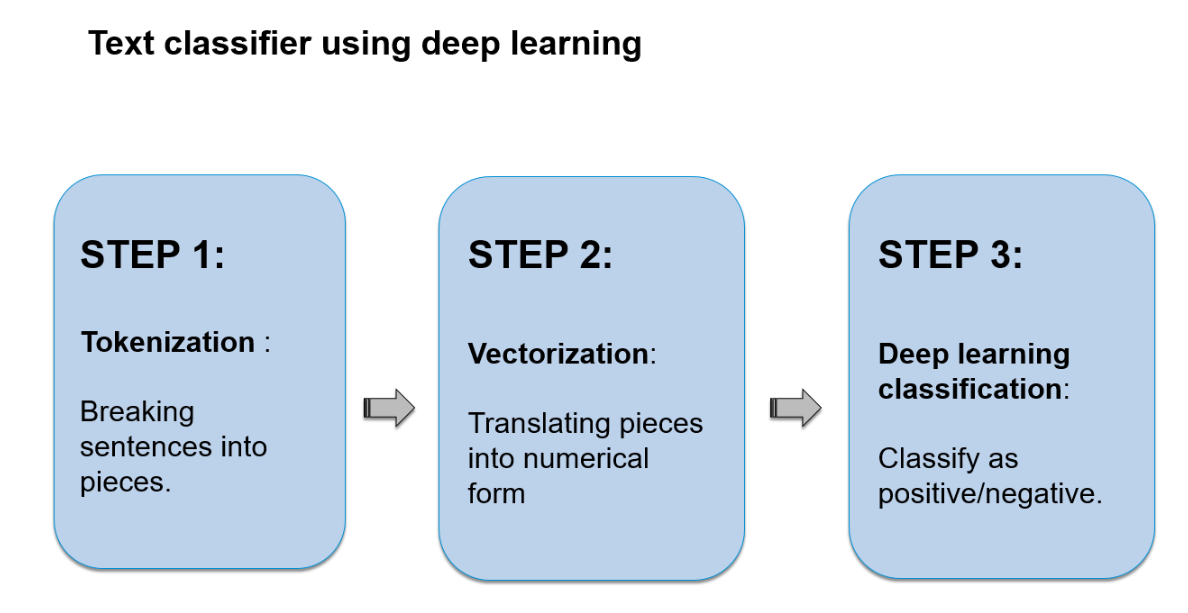 Text classifier using deep learning
STEP 1:
Tokenization :
Breaking
sentences into
pieces.
STEP 2:
Vectorization:
Translating pieces
into numerical
form
STEP 3:
Deep learning
classification:
Classify as
positive/negative.